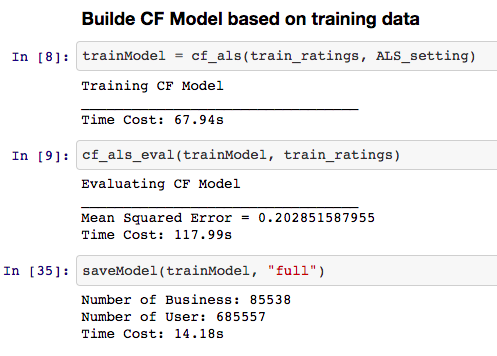 Builde CF Model based on training data
In [8]: trainModel = cf_als(train_ratings, ALS_setting)
Training CF Model
__________________________________
Time Cost: 67.94s
In [9]: cf_als_eval(trainModel, train_ratings)
Evaluating CF Model
__________________________________
Mean Squared Error = 0.202851587955
Time Cost: 117.99s
In [35]: saveModel(trainModel, "full")
Number of Business: 85538
Number of User: 685557
Time Cost: 14.18s